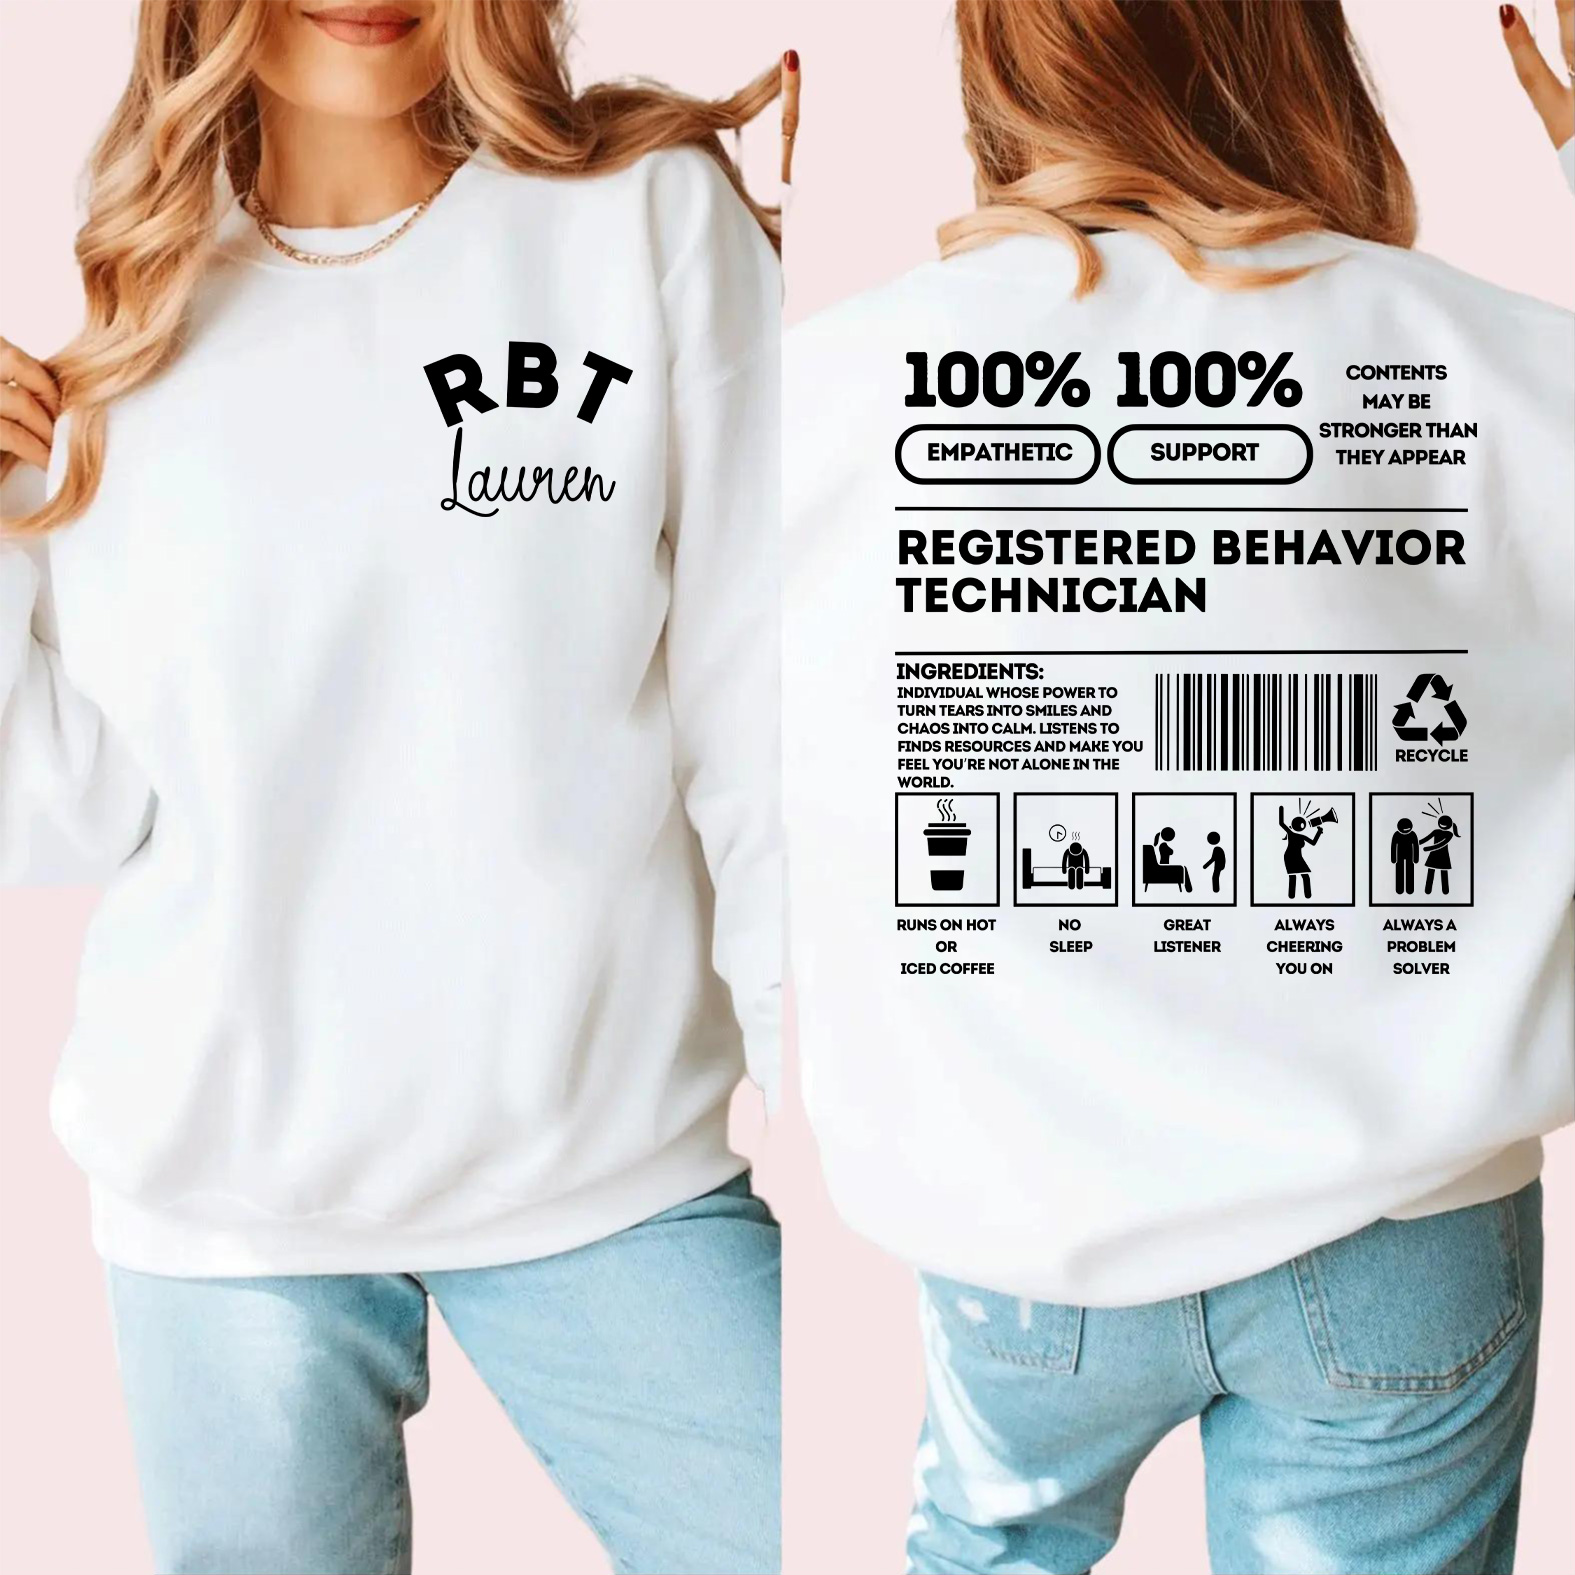 RBT
Lauren
100% 100%
EMPATHETIC SUPPORT
CONTENTS
MAY BE
STRONGER THAN
THEY APPEAR
REGISTERED BEHAVIOR
TECHNICIAN
INGREDIENTS:
INDIVIDUAL WHOSE POWER TO
TURN TEARS INTO SMILES AND
CHAOS INTO CALM. LISTENS TO
FINDS RESOURCES AND MAKE YOU
FEEL YOU'RE NOT ALONE IN THE
WORLD.
RECYCLE
RUNS ON HOT
OR
ICED COFFEE
NO
SLEEP
GREAT
LISTENER
ALWAYS
CHEERING
YOU ON
ALWAYS A
PROBLEM
SOLVER